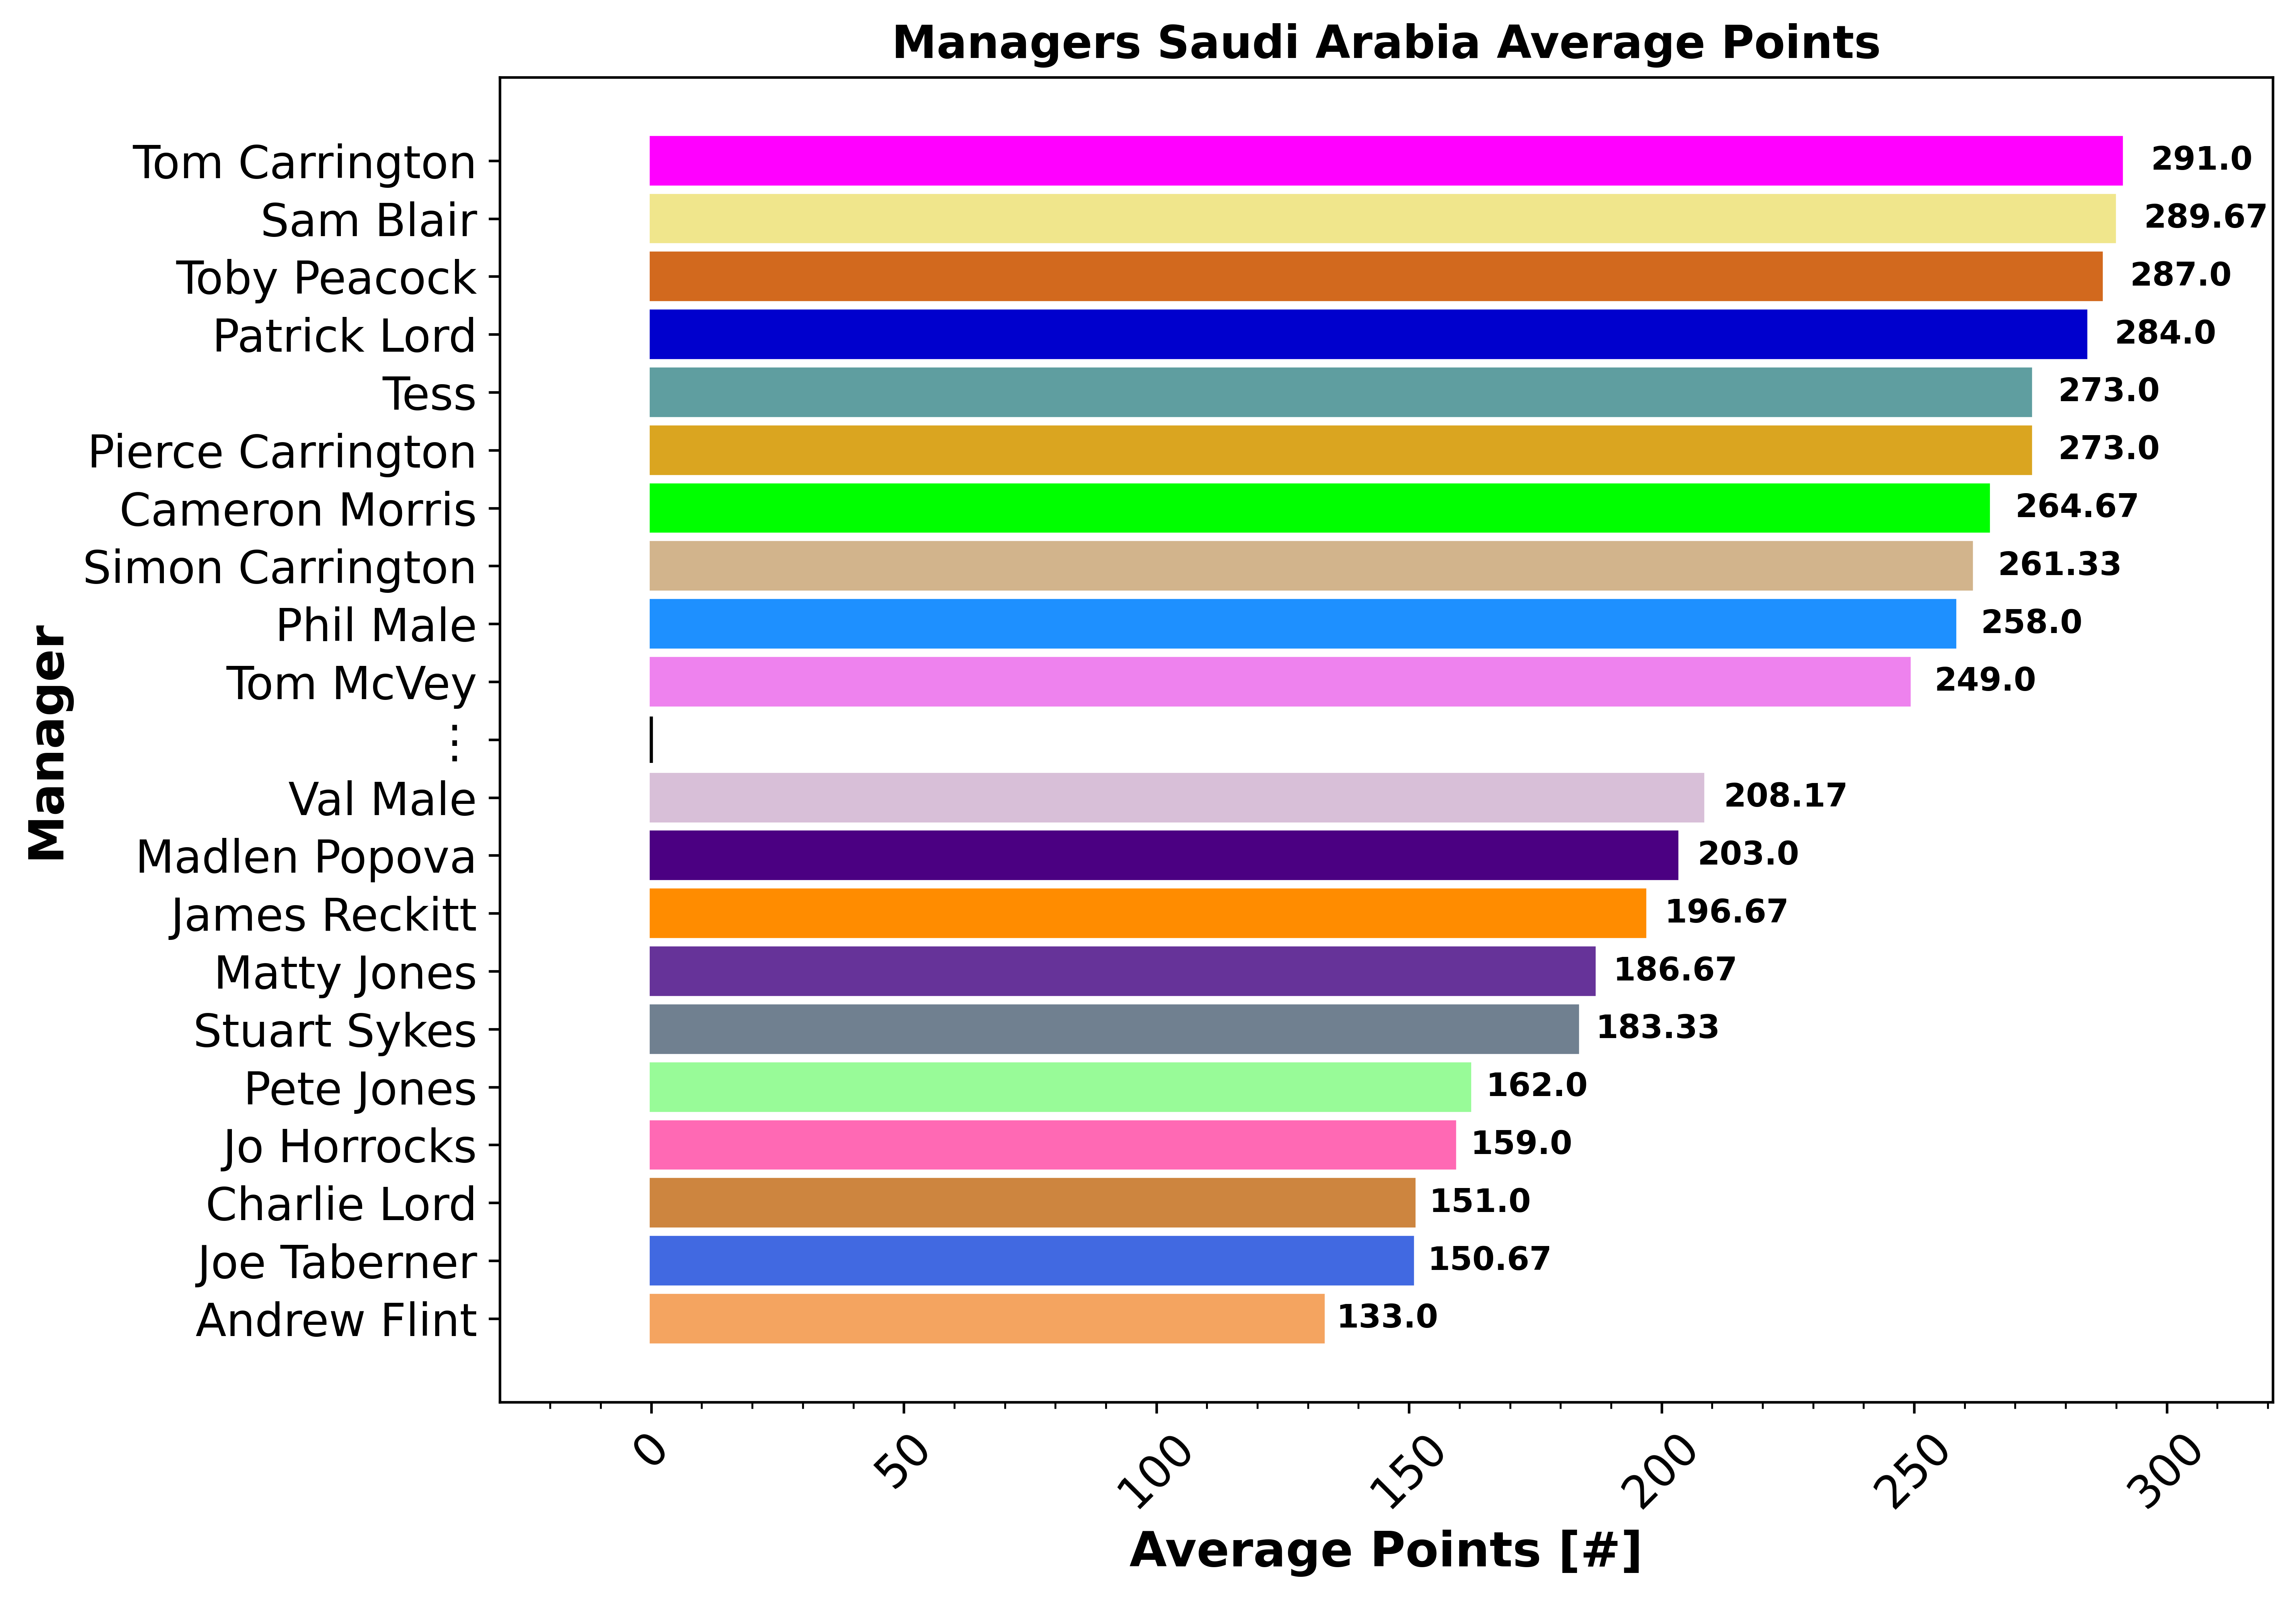 Managers Saudi Arabia Average Points
Manager
Tom Carrington 291.0
Sam Blair 289.67
Toby Peacock 287.0
Patrick Lord 284.0
Tess 273.0
Pierce Carrington 273.0
Cameron Morris 264.67
Simon Carrington 261.33
Phil Male 258.0
Tom McVey 249.0
⋮
Val Male 208.17
Madlen Popova 203.0
James Reckitt 196.67
Matty Jones 186.67
Stuart Sykes 183.33
Pete Jones 162.0
Jo Horrocks 159.0
Charlie Lord 151.0
Joe Taberner 150.67
Andrew Flint 133.0
0 50 100 150 200 250 300
Average Points [#]